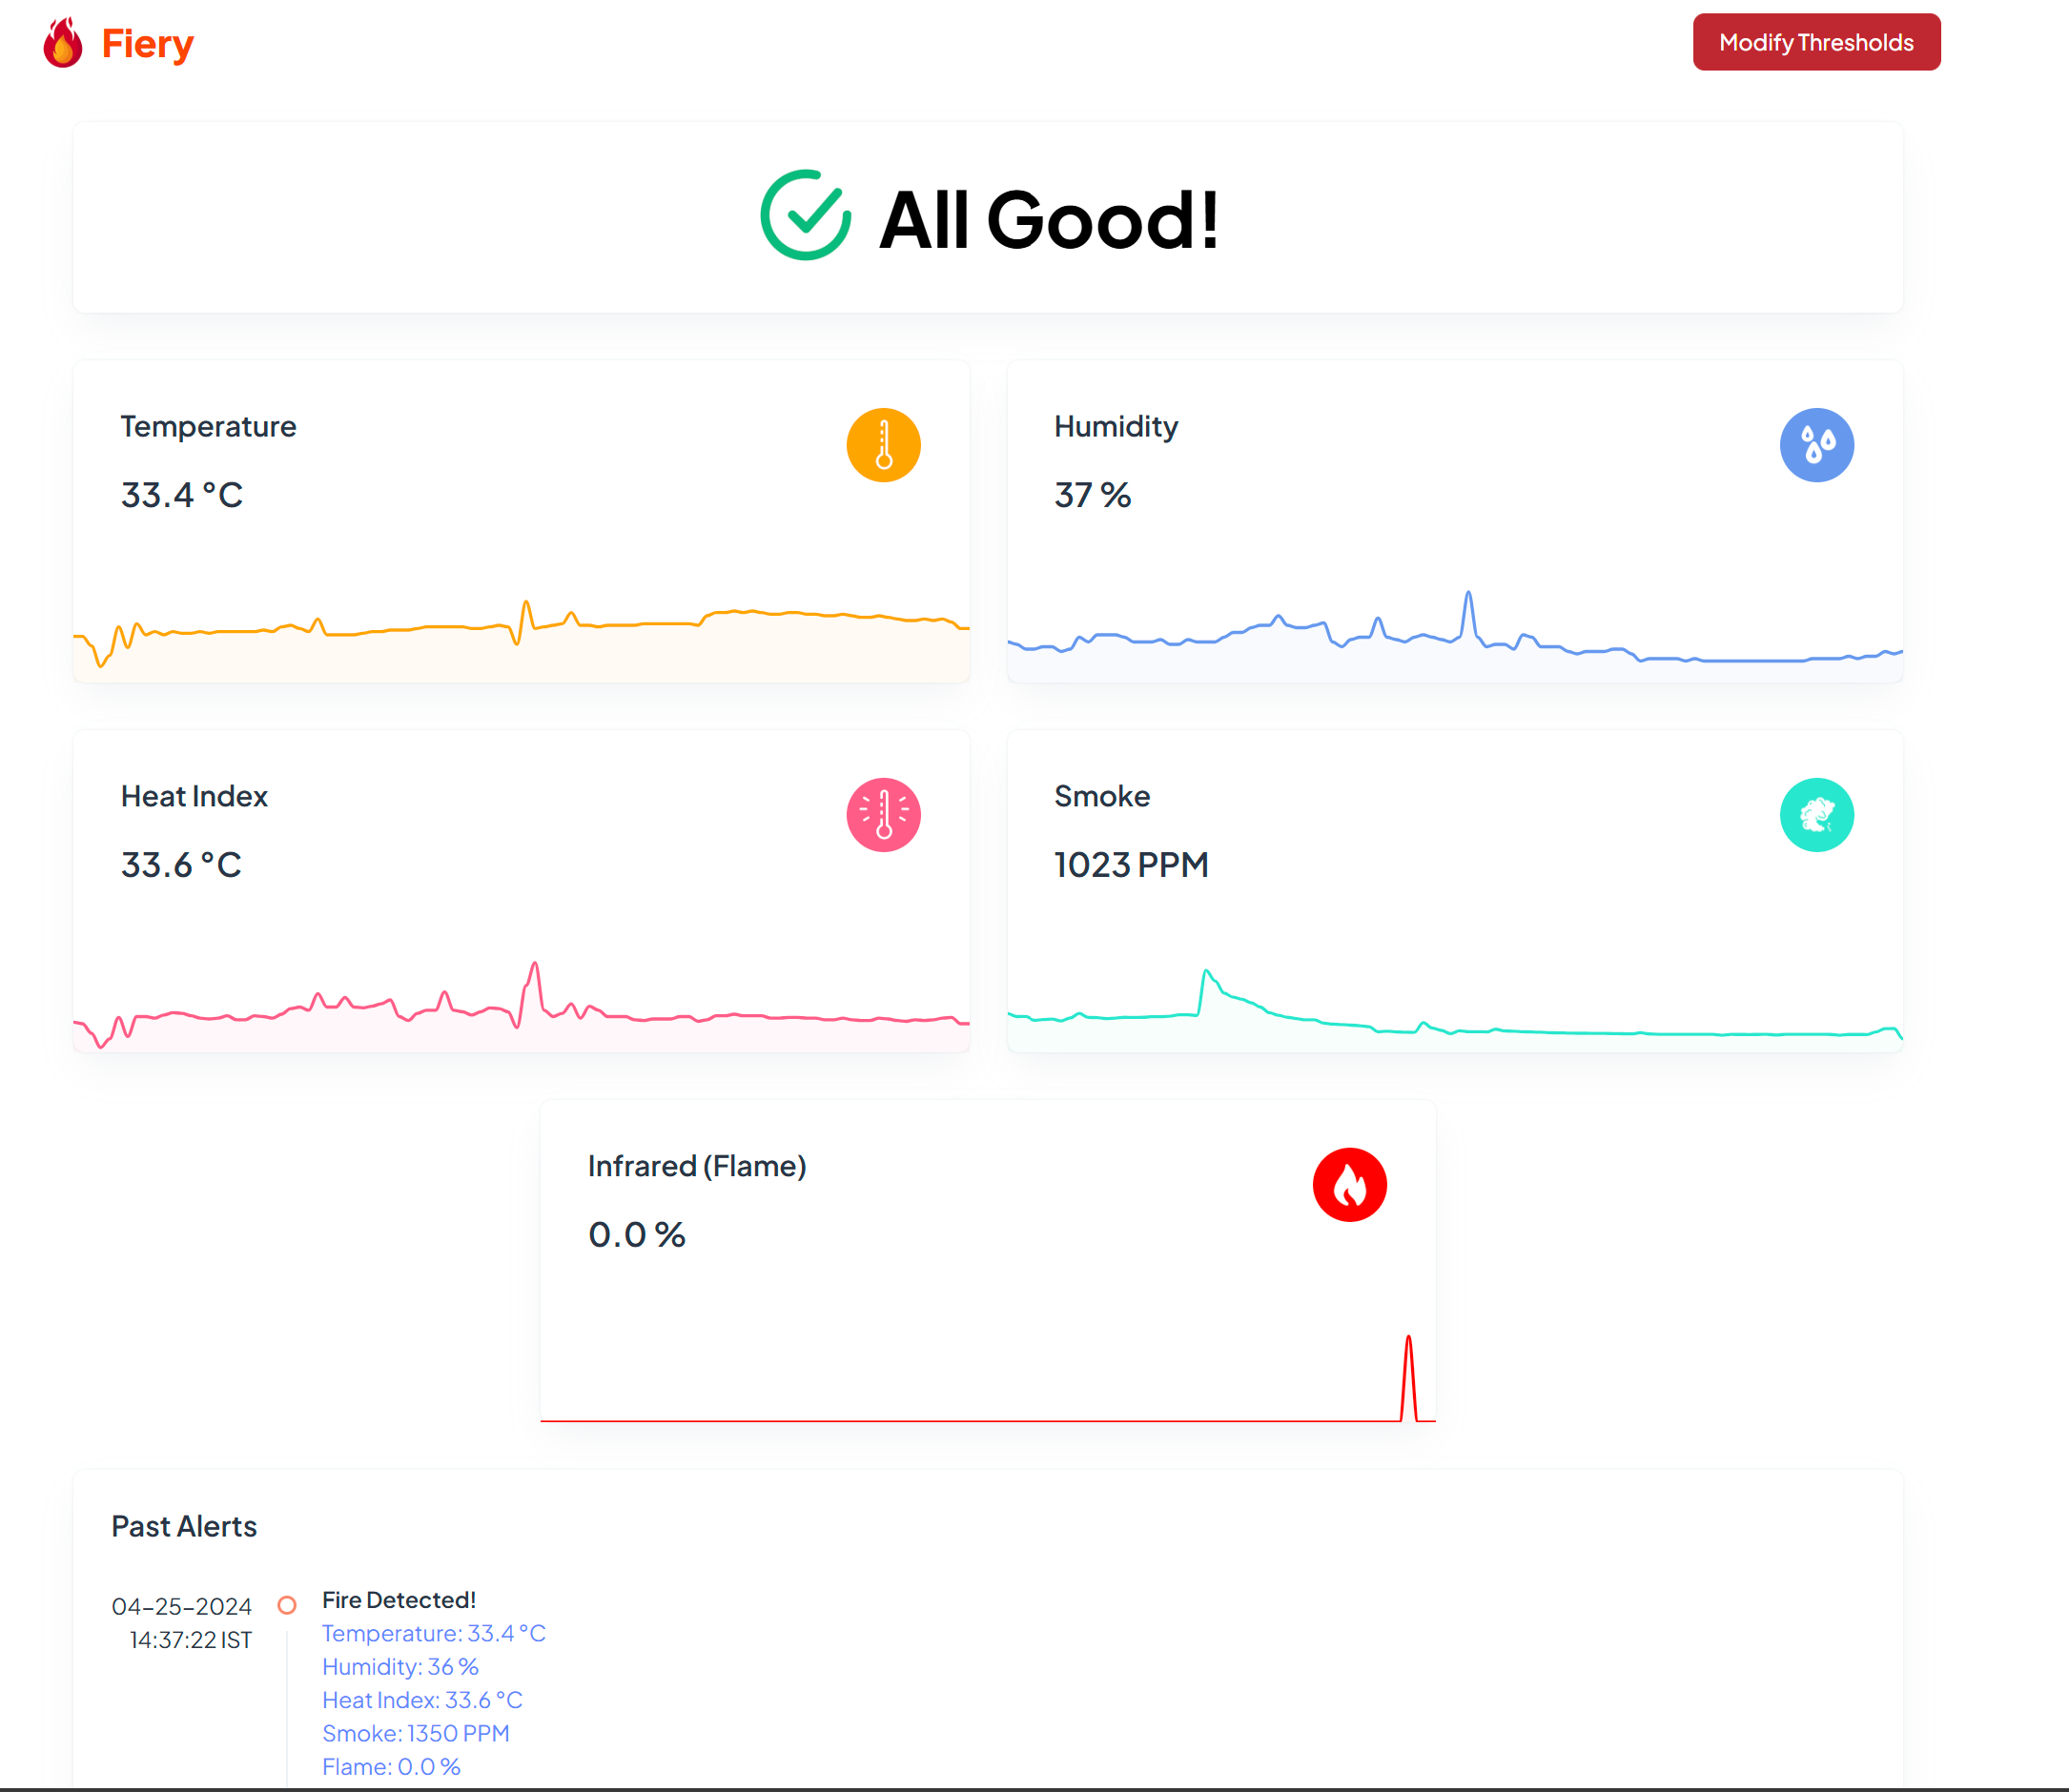 Fiery
Modify Thresholds
All Good!
Temperature
33.4 °C
Humidity
37 %
Heat Index
33.6 °C
Smoke
1023 PPM
Infrared (Flame)
0.0 %
Past Alerts
04-25-2024
14:37:22 IST
Fire Detected!
Temperature: 33.4 °C
Humidity: 36 %
Heat Index: 33.6 °C
Smoke: 1350 PPM
Flame: 0.0 %